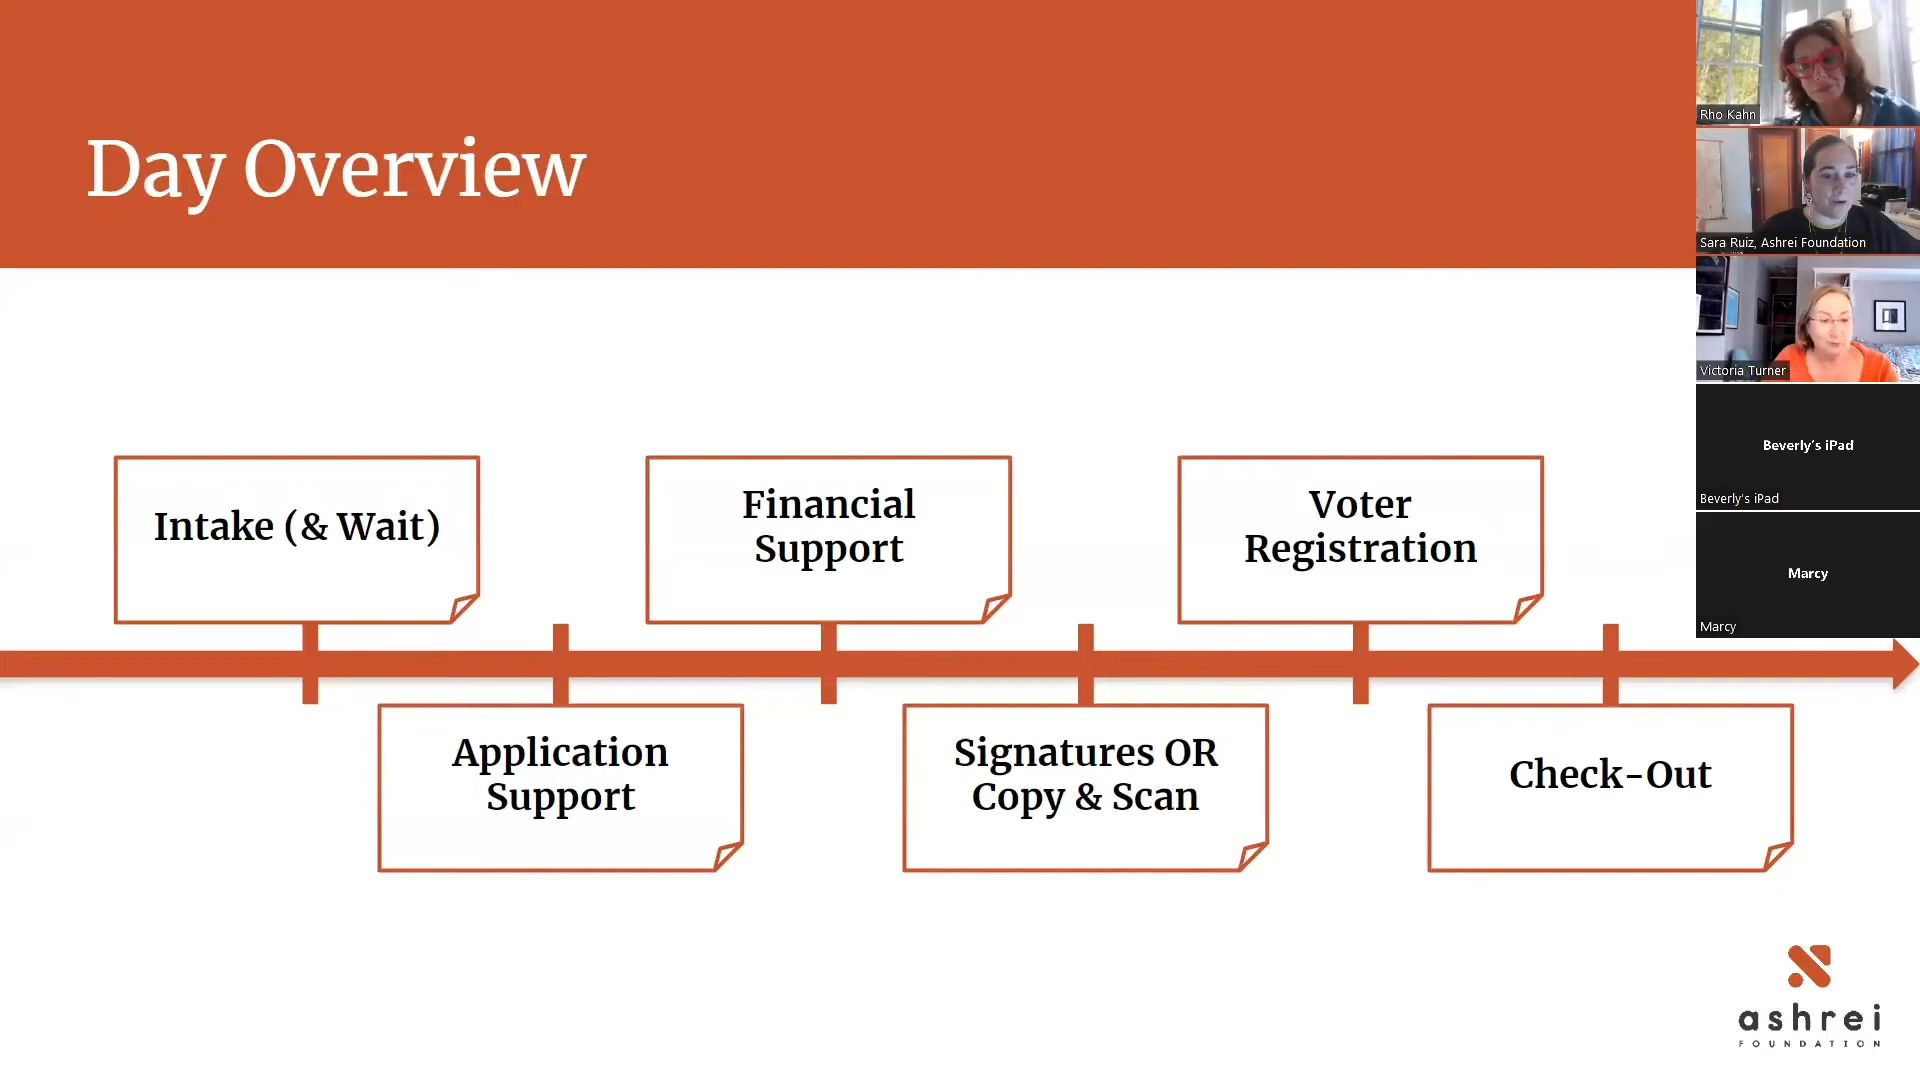 Day Overview
Intake (& Wait)
Financial
Support
Voter
Registration
Application
Support
Signatures OR
Copy & Scan
Check-Out
Rho Kahn
Sara Ruiz, Ashrei Foundation
Victoria Turner
Beverly's iPad
Beverly's iPad
Marcy
Marcy
ashrei
FOUNDATION